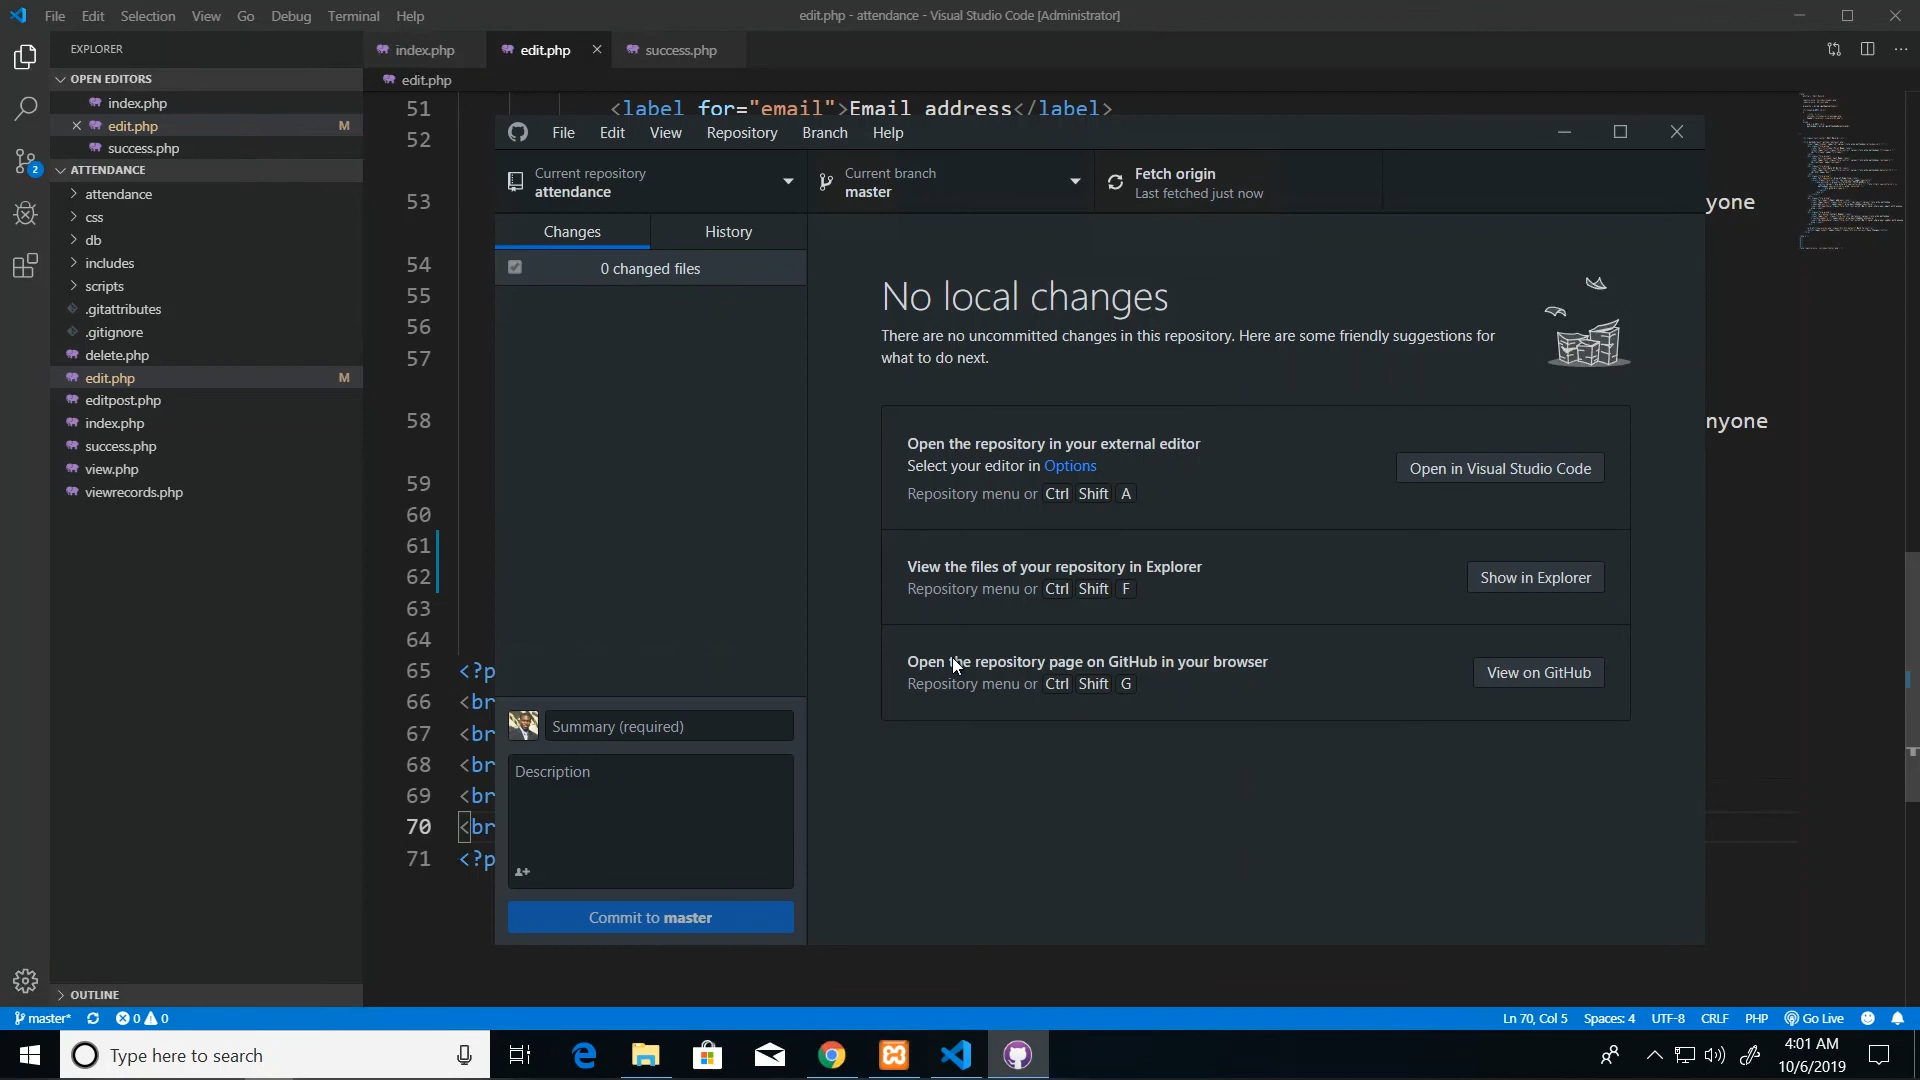 File Edit Selection View Go Debug Terminal Help
edit.php - attendance - Visual Studio Code [Administrator]
EXPLORER
index.php
edit.php
success.php
OPEN EDITORS
index.php
edit.php M
success.php
2
ATTENDANCE
attendance
css
db
includes
scripts
.gitattributes
.gitignore
delete.php
edit.php M
editpost.php
index.php
success.php
view.php
viewrecords.php
OUTLINE
edit.php
51 <label for="email">Email address</label>
52
53 yone
54
55
56
57
58 nyone
59
60
61
62
63
64
65 <?p
66 <br
67 <br
68 <br
69 <br
70 <br
71 <?p
File Edit View Repository Branch Help
Current repository
attendance
Current branch
master
Fetch origin
Last fetched just now
Changes History
0 changed files
Summary (required)
Description
Commit to master
No local changes
There are no uncommitted changes in this repository. Here are some friendly suggestions for
what to do next.
Open the repository in your external editor
Select your editor in Options
Repository menu or Ctrl Shift A
Open in Visual Studio Code
View the files of your repository in Explorer
Repository menu or Ctrl Shift F
Show in Explorer
Open the repository page on GitHub in your browser
Repository menu or Ctrl Shift G
View on GitHub
master* 0 0
Ln 70, Col 5 Spaces: 4 UTF-8 CRLF PHP Go Live
Type here to search
4:01 AM
10/6/2019